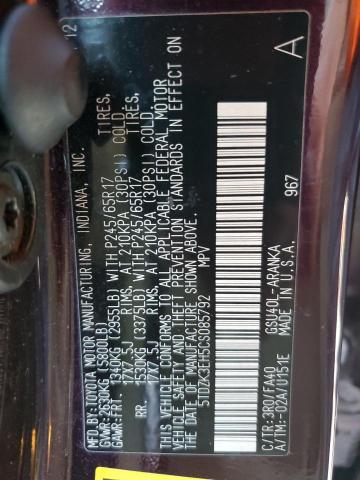 12
MFD.BY:TOYOTA MOTOR MANUFACTURING, INDIANA, INC.
GVWR:2630KG (5800LB)
GAWR:FRT. 1340KG (2955LB) WITH P245/65R17 TIRES,
17X7.5J RIMS, AT 210KPA (30PSI) COLD
RR 1530KG (3375LB) WITH P245/65R17 TIRES,
17X7.5J RIMS, AT 210KPA (30PSI) COLD
THIS VEHICLE CONFORMS TO ALL APPLICABLE FEDERAL MOTOR
VEHICLE SAFETY AND THEFT PREVENTION STANDARDS IN EFFECT ON
THE DATE OF MANUFACTURE SHOWN ABOVE.
5TDZK3EH5CS085792 MPV
A
967
C/TR:3R0/FA40 GSU40L-ARANKA
A/TM:-02A/U151E MADE IN U.S.A.